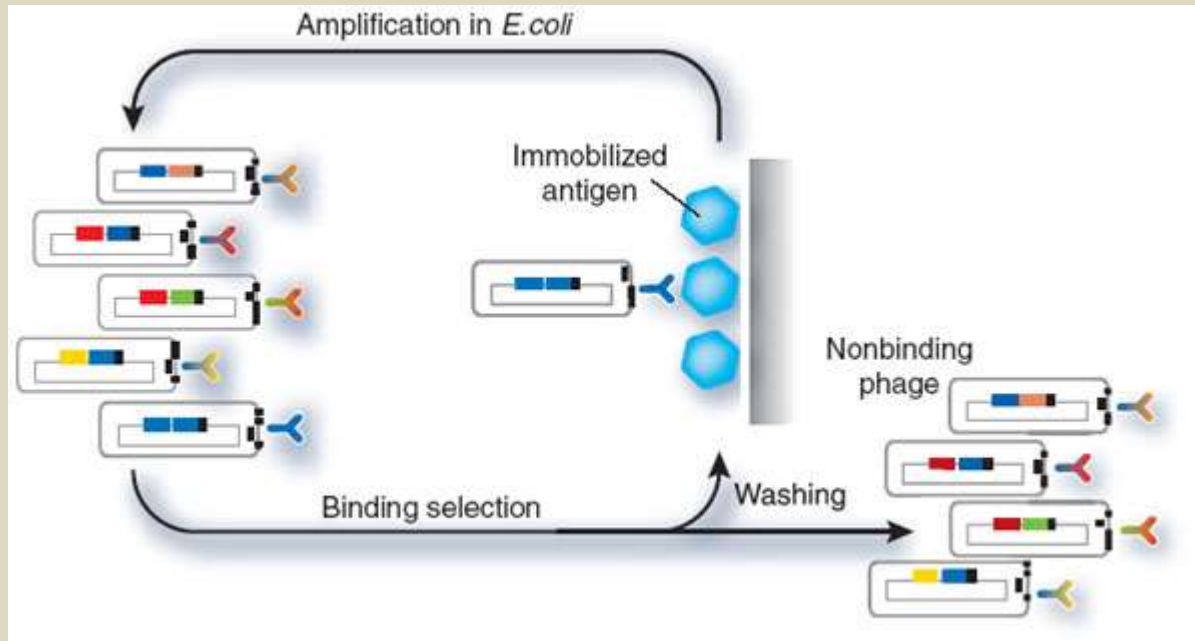 Amplification in E.coli
Immobilized
antigen
Nonbinding
phage
Binding selection
Washing